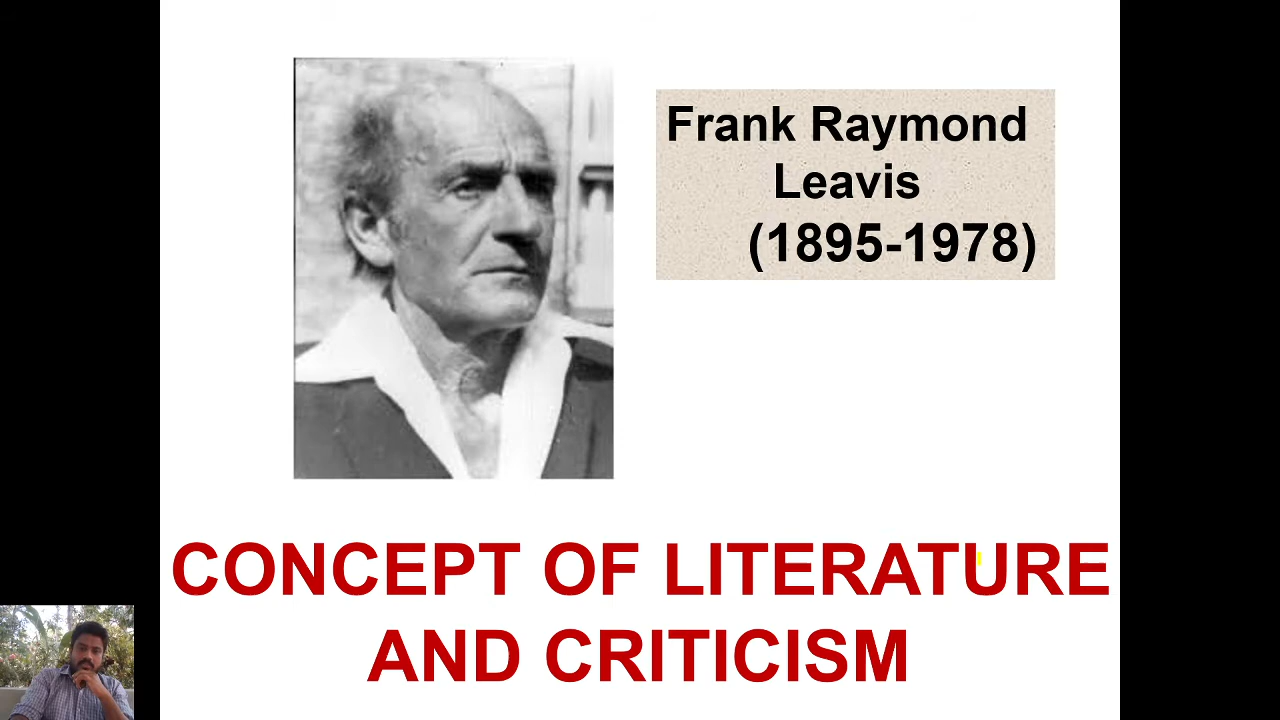 Frank Raymond
Leavis
(1895-1978)
CONCEPT OF LITERATURE
AND CRITICISM